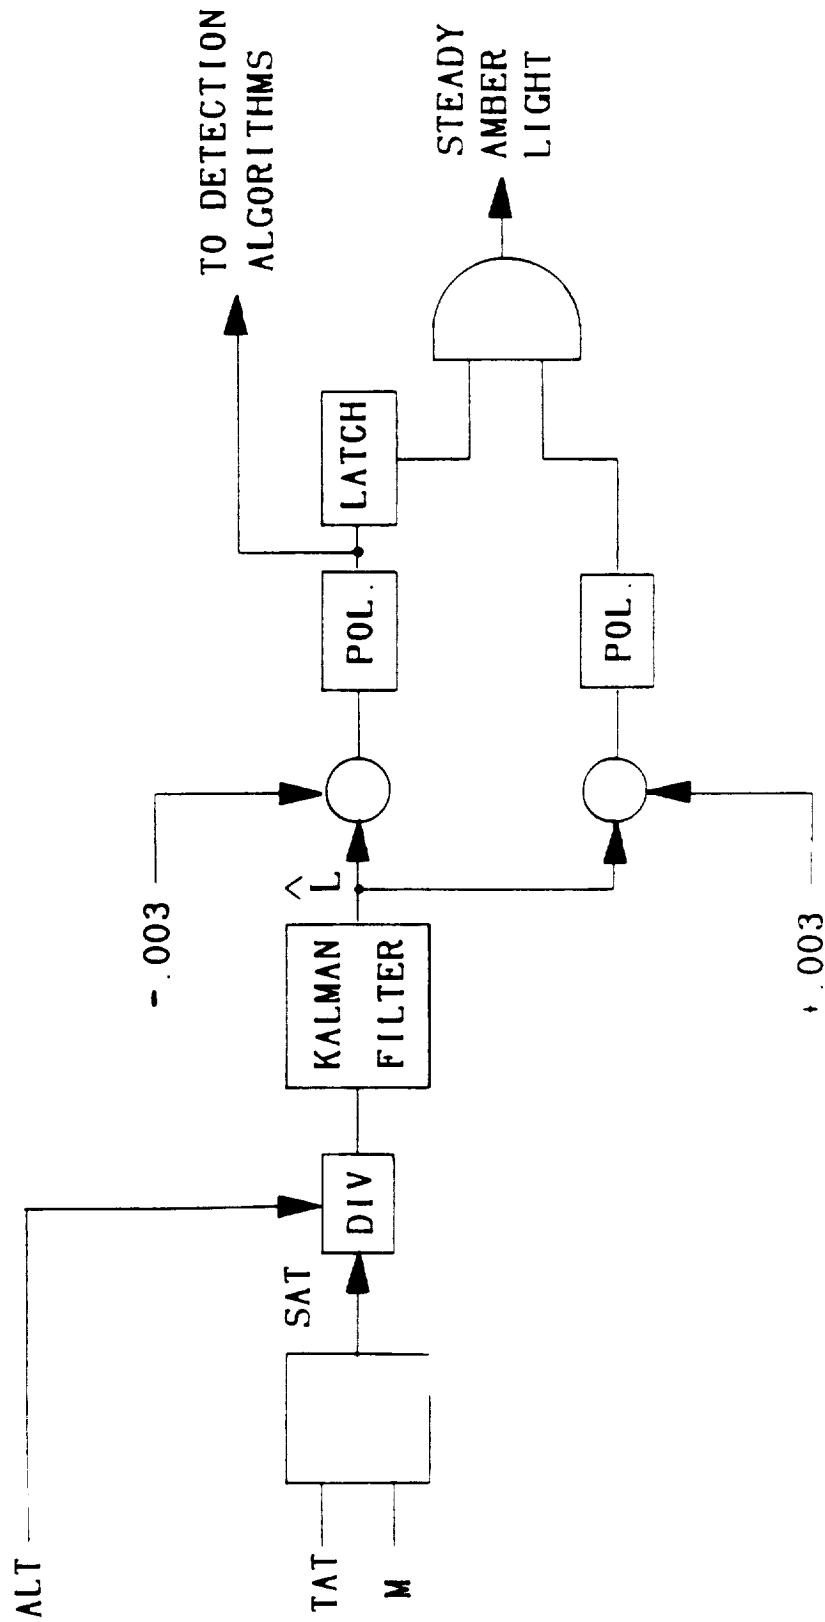 ALT
TAT
M
SAT
DIV
KALMAN
FILTER
^
L
-.003
+.003
POL.
POL.
LATCH
TO DETECTION
ALGORITHMS
STEADY
AMBER
LIGHT